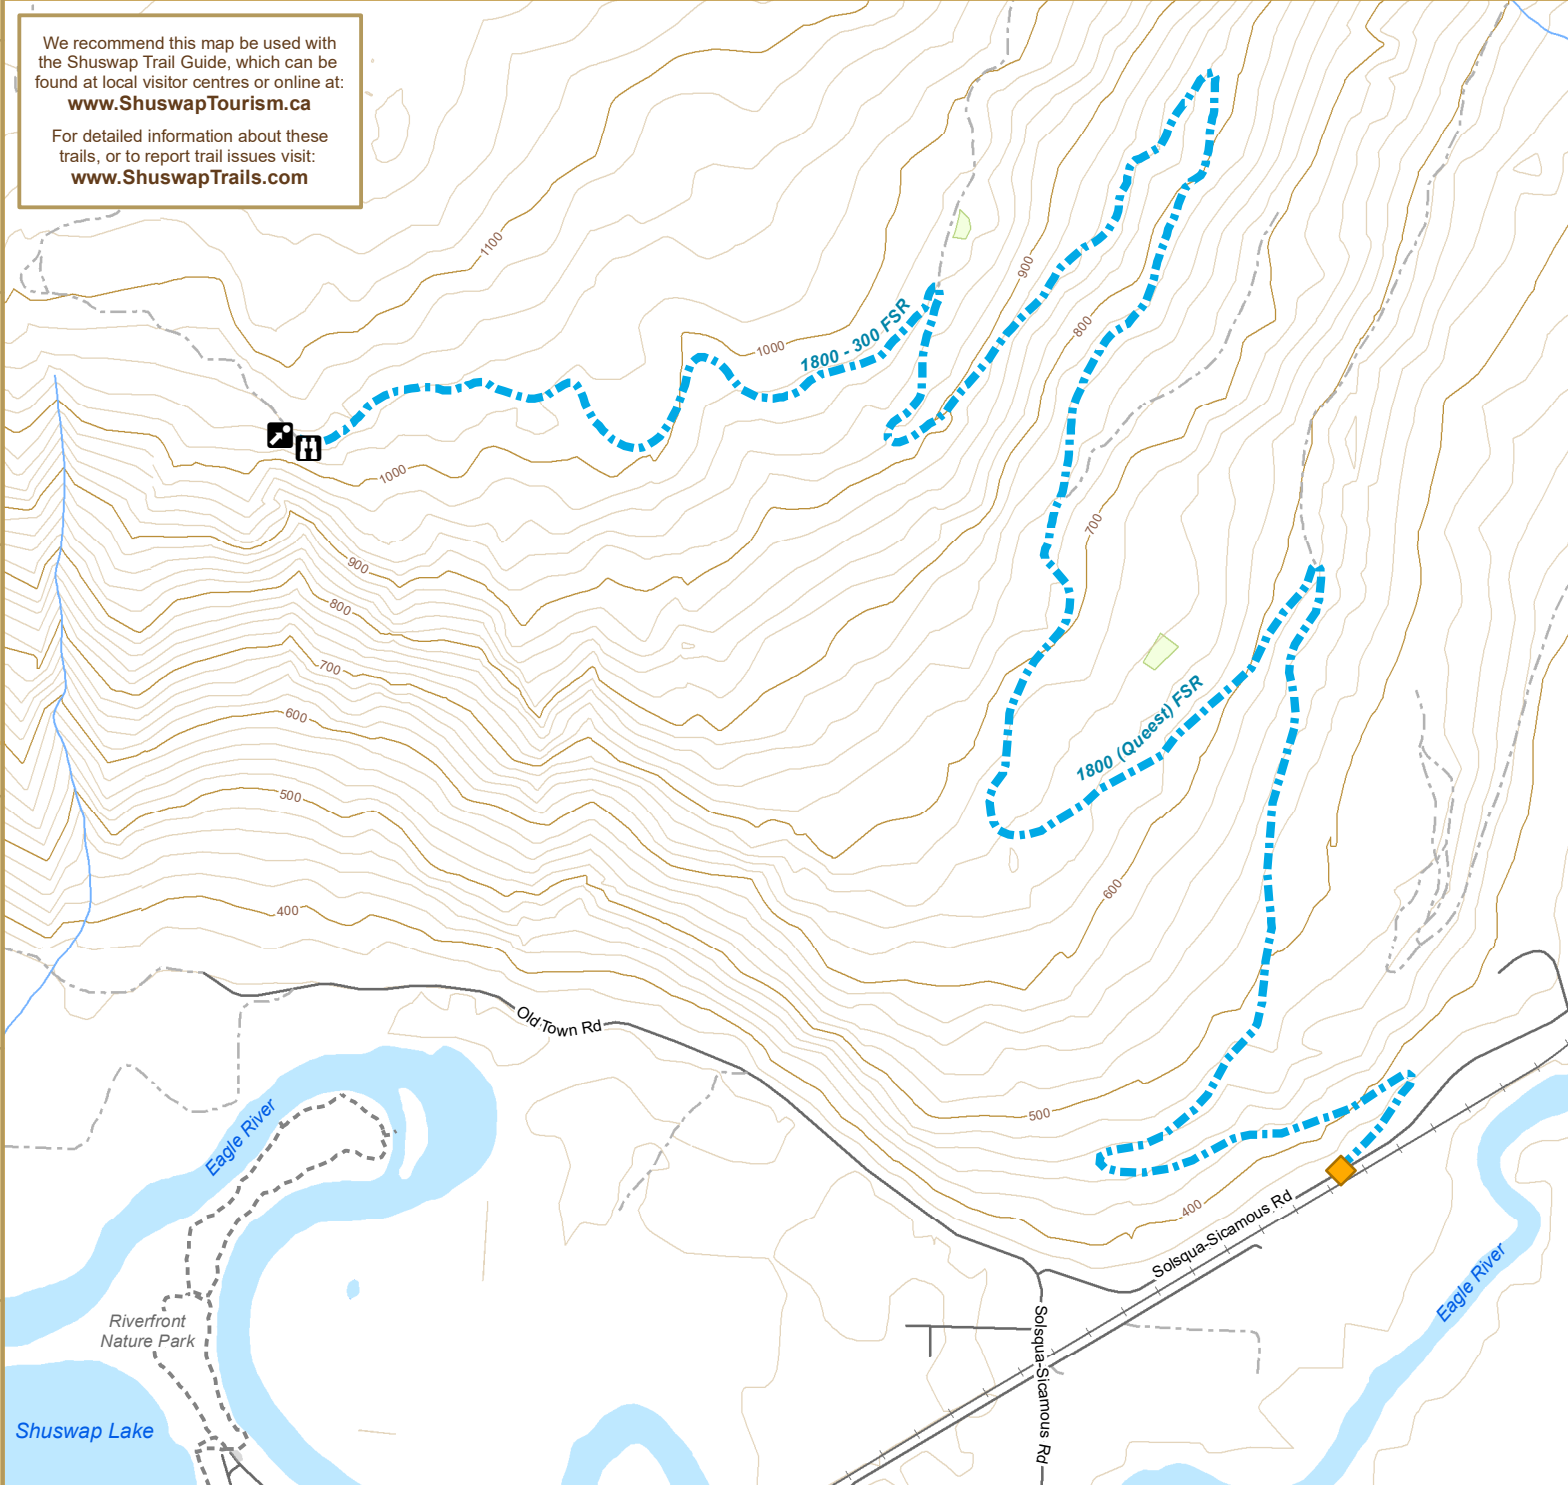 We recommend this map be used with
the Shuswap Trail Guide, which can be
found at local visitor centres or online at:
www.ShuswapTourism.ca
For detailed information about these
trails, or to report trail issues visit:
www.ShuswapTrails.com
1100
900
800
1000
1800 - 300 FSR
1000
700
900
800
700
600
1800 (Queest) FSR
500
600
400
Old Town Rd
500
Eagle River
400
Solsqua-Sicamous Rd
Eagle River
Riverfront
Nature Park
Solsqua-Sicamous Rd
Shuswap Lake